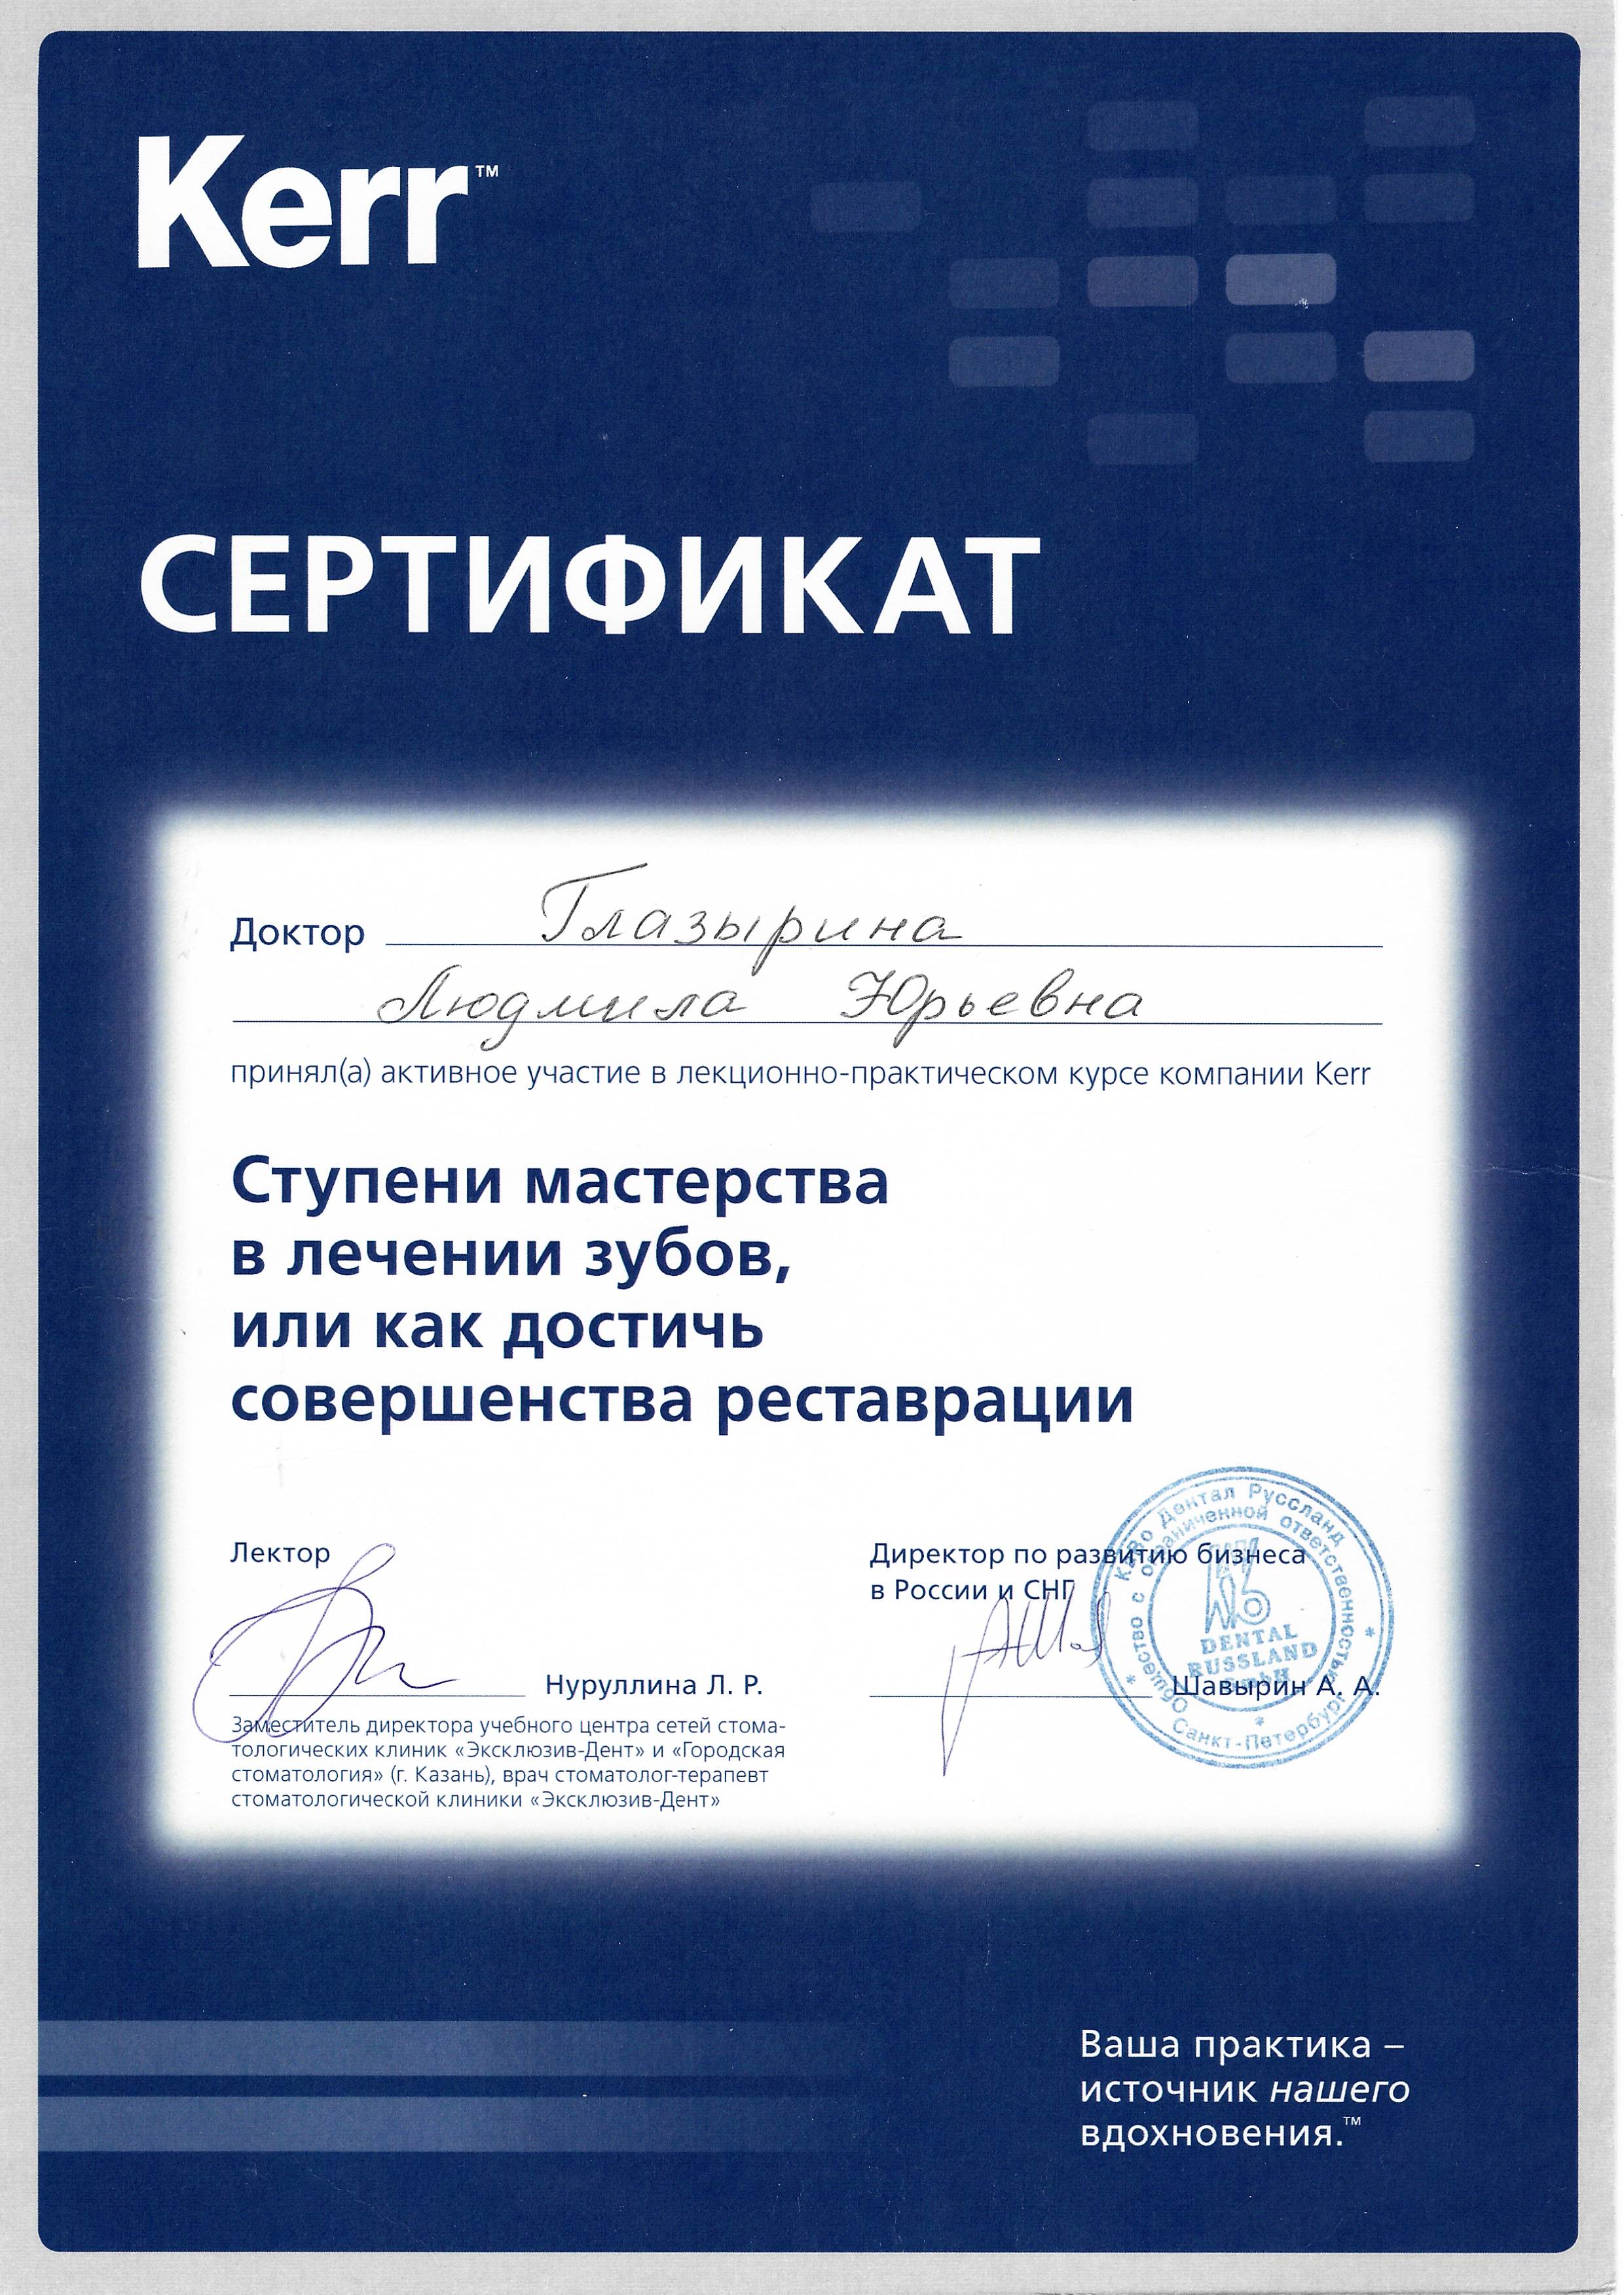 Kerr™
СЕРТИФИКАТ
Доктор Глазырина
Людмила Юрьевна
принял(а) активное участие в лекционно-практическом курсе компании Kerr
Ступени мастерства
в лечении зубов,
или как достичь
совершенства реставрации
Лектор
Нуруллина Л. Р.
Заместитель директора учебного центра сетей стома-
тологических клиник «Эксклюзив-Дент» и «Городская
стоматология» (г. Казань), врач стоматолог-терапевт
стоматологической клиники «Эксклюзив-Дент»
Директор по развитию бизнеса
в России и СНГ
Шавырин А. А.
КаВо Дентал Руссланд
Общество с ограниченной ответственностью
Санкт-Петербург
DENTAL
RUSSLAND
GmbH
Ваша практика –
источник нашего
вдохновения.™